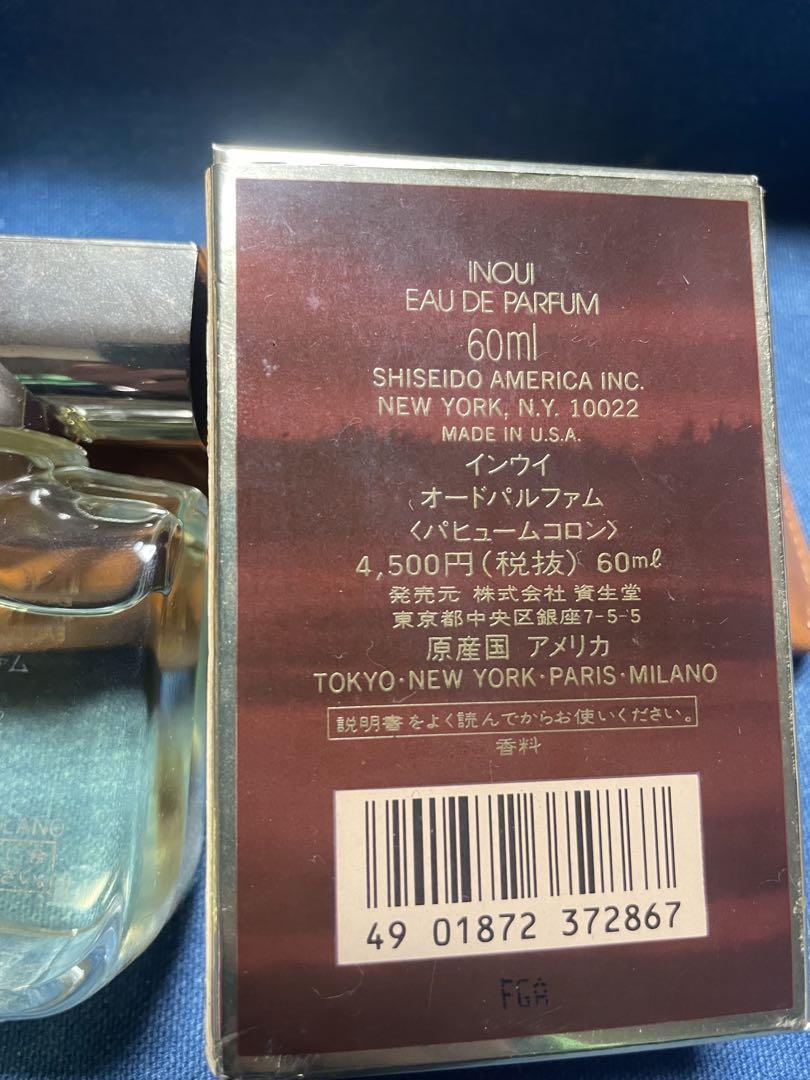 INOUI
EAU DE PARFUM
60ml
SHISEIDO AMERICA INC.
NEW YORK, N.Y. 10022
MADE IN U.S.A.
インウイ
オードパルファム
〈パヒュームコロン〉
4,500円(税抜) 60ml
発売元 株式会社 資生堂
東京都中央区銀座7-5-5
原産国 アメリカ
TOKYO・NEW YORK・PARIS・MILANO
説明書をよく読んでからお使いください。
香料
49 01872 372867
FGA
LANO